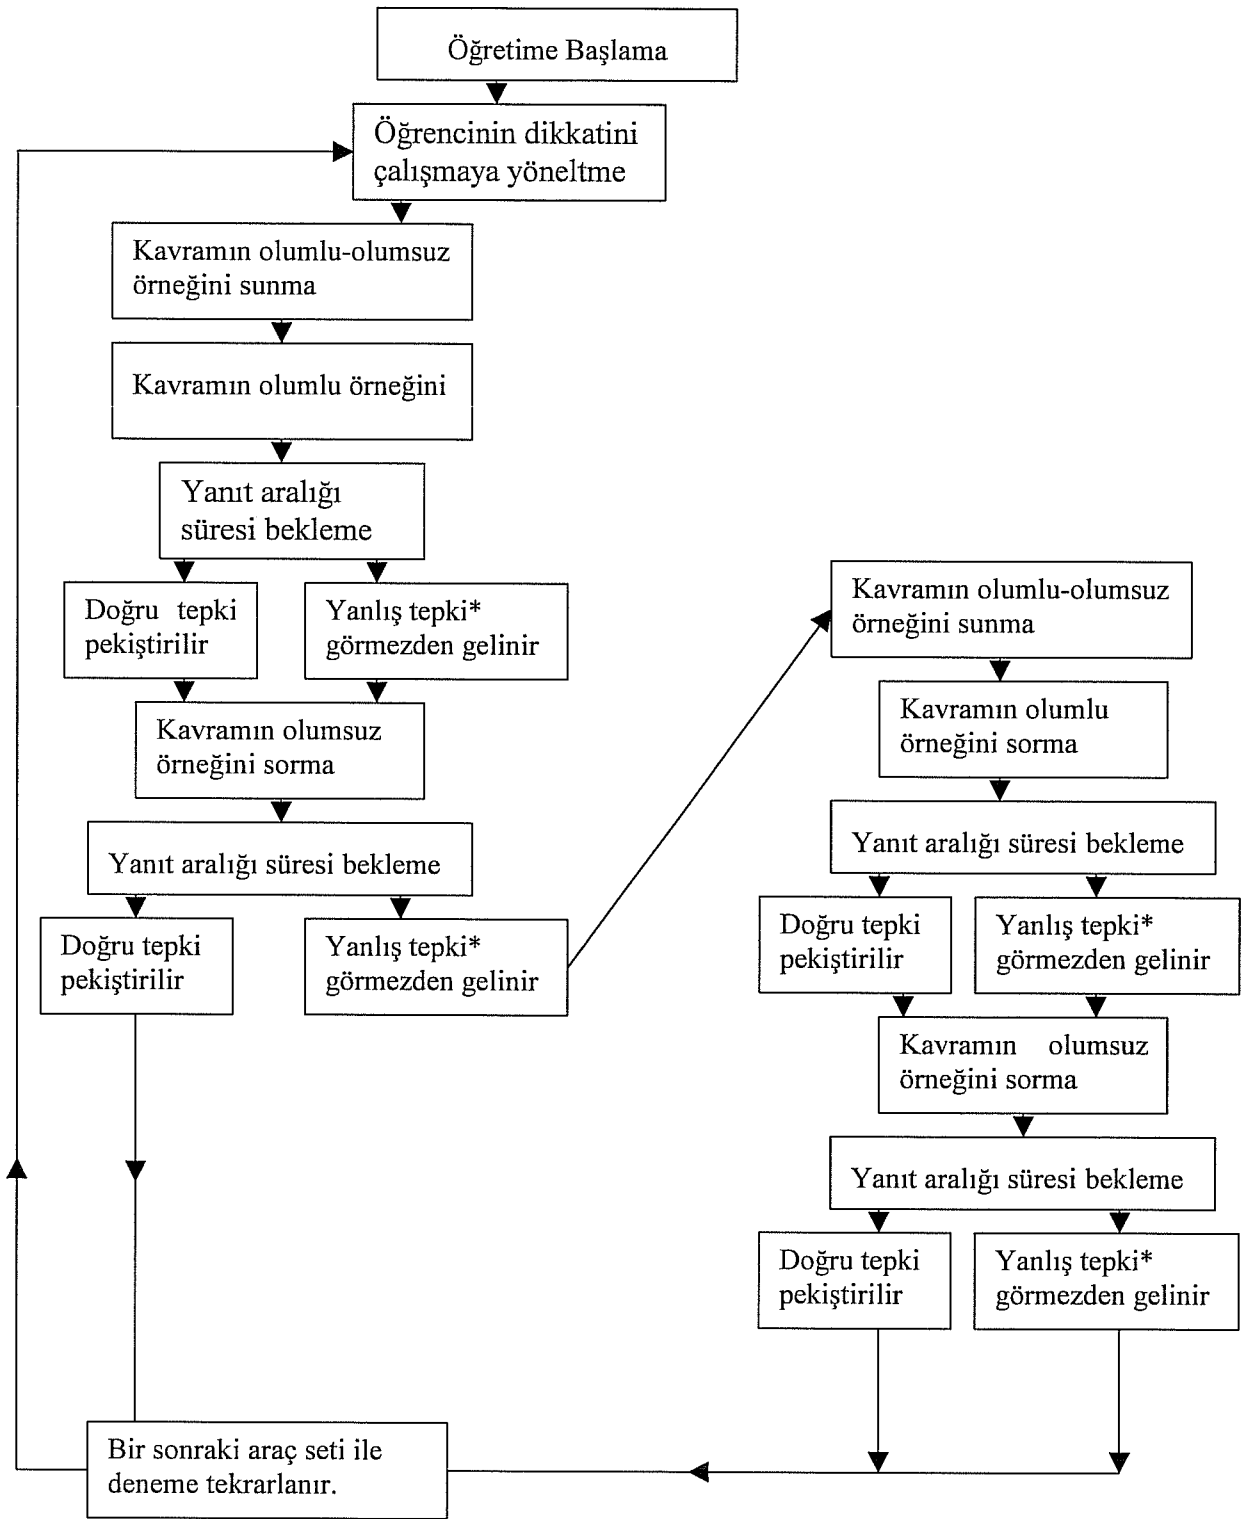 Öğretime Başlama
Öğrencinin dikkatini
çalışmaya yöneltme
Kavramın olumlu-olumsuz
örneğini sunma
Kavramın olumlu örneğini
Yanıt aralığı
süresi bekleme
Doğru tepki
pekiştirilir
Yanlış tepki*
görmezden gelinir
Kavramın olumsuz
örneğini sorma
Yanıt aralığı süresi bekleme
Doğru tepki
pekiştirilir
Yanlış tepki*
görmezden gelinir
Kavramın olumlu-olumsuz
örneğini sunma
Kavramın olumlu
örneğini sorma
Yanıt aralığı süresi bekleme
Doğru tepki
pekiştirilir
Yanlış tepki*
görmezden gelinir
Kavramın olumsuz
örneğini sorma
Yanıt aralığı süresi bekleme
Doğru tepki
pekiştirilir
Yanlış tepki*
görmezden gelinir
Bir sonraki araç seti ile
deneme tekrarlanır.